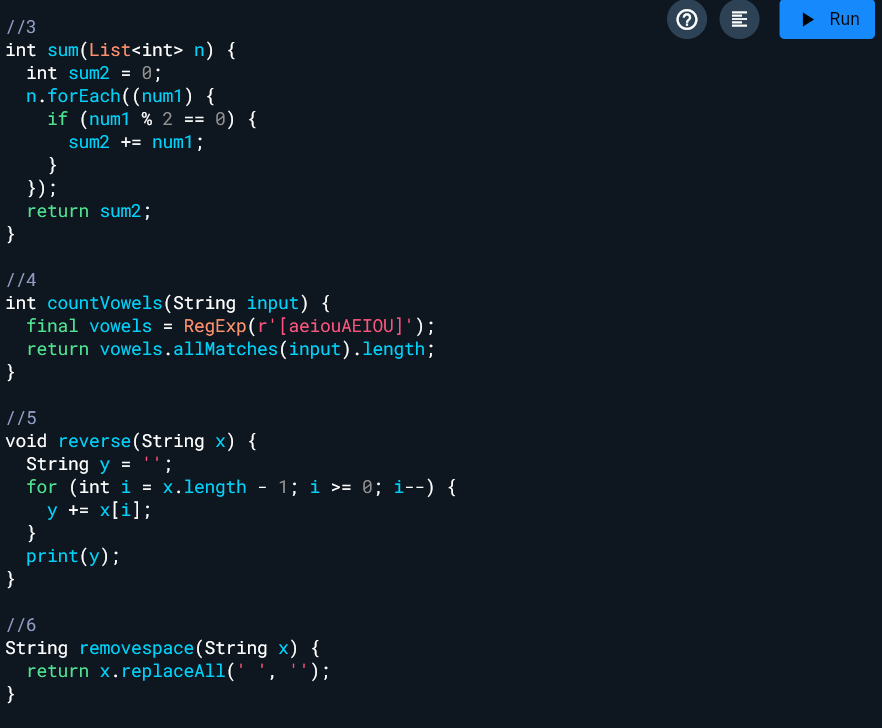 Run
//3
int sum(List<int> n) {
  int sum2 = 0;
  n.forEach((num1) {
    if (num1 % 2 == 0) {
      sum2 += num1;
    }
  });
  return sum2;
}
//4
int countVowels(String input) {
  final vowels = RegExp(r'[aeiouAEIOU]');
  return vowels.allMatches(input).length;
}
//5
void reverse(String x) {
  String y = '';
  for (int i = x.length - 1; i >= 0; i--) {
    y += x[i];
  }
  print(y);
}
//6
String removespace(String x) {
  return x.replaceAll(' ', '');
}